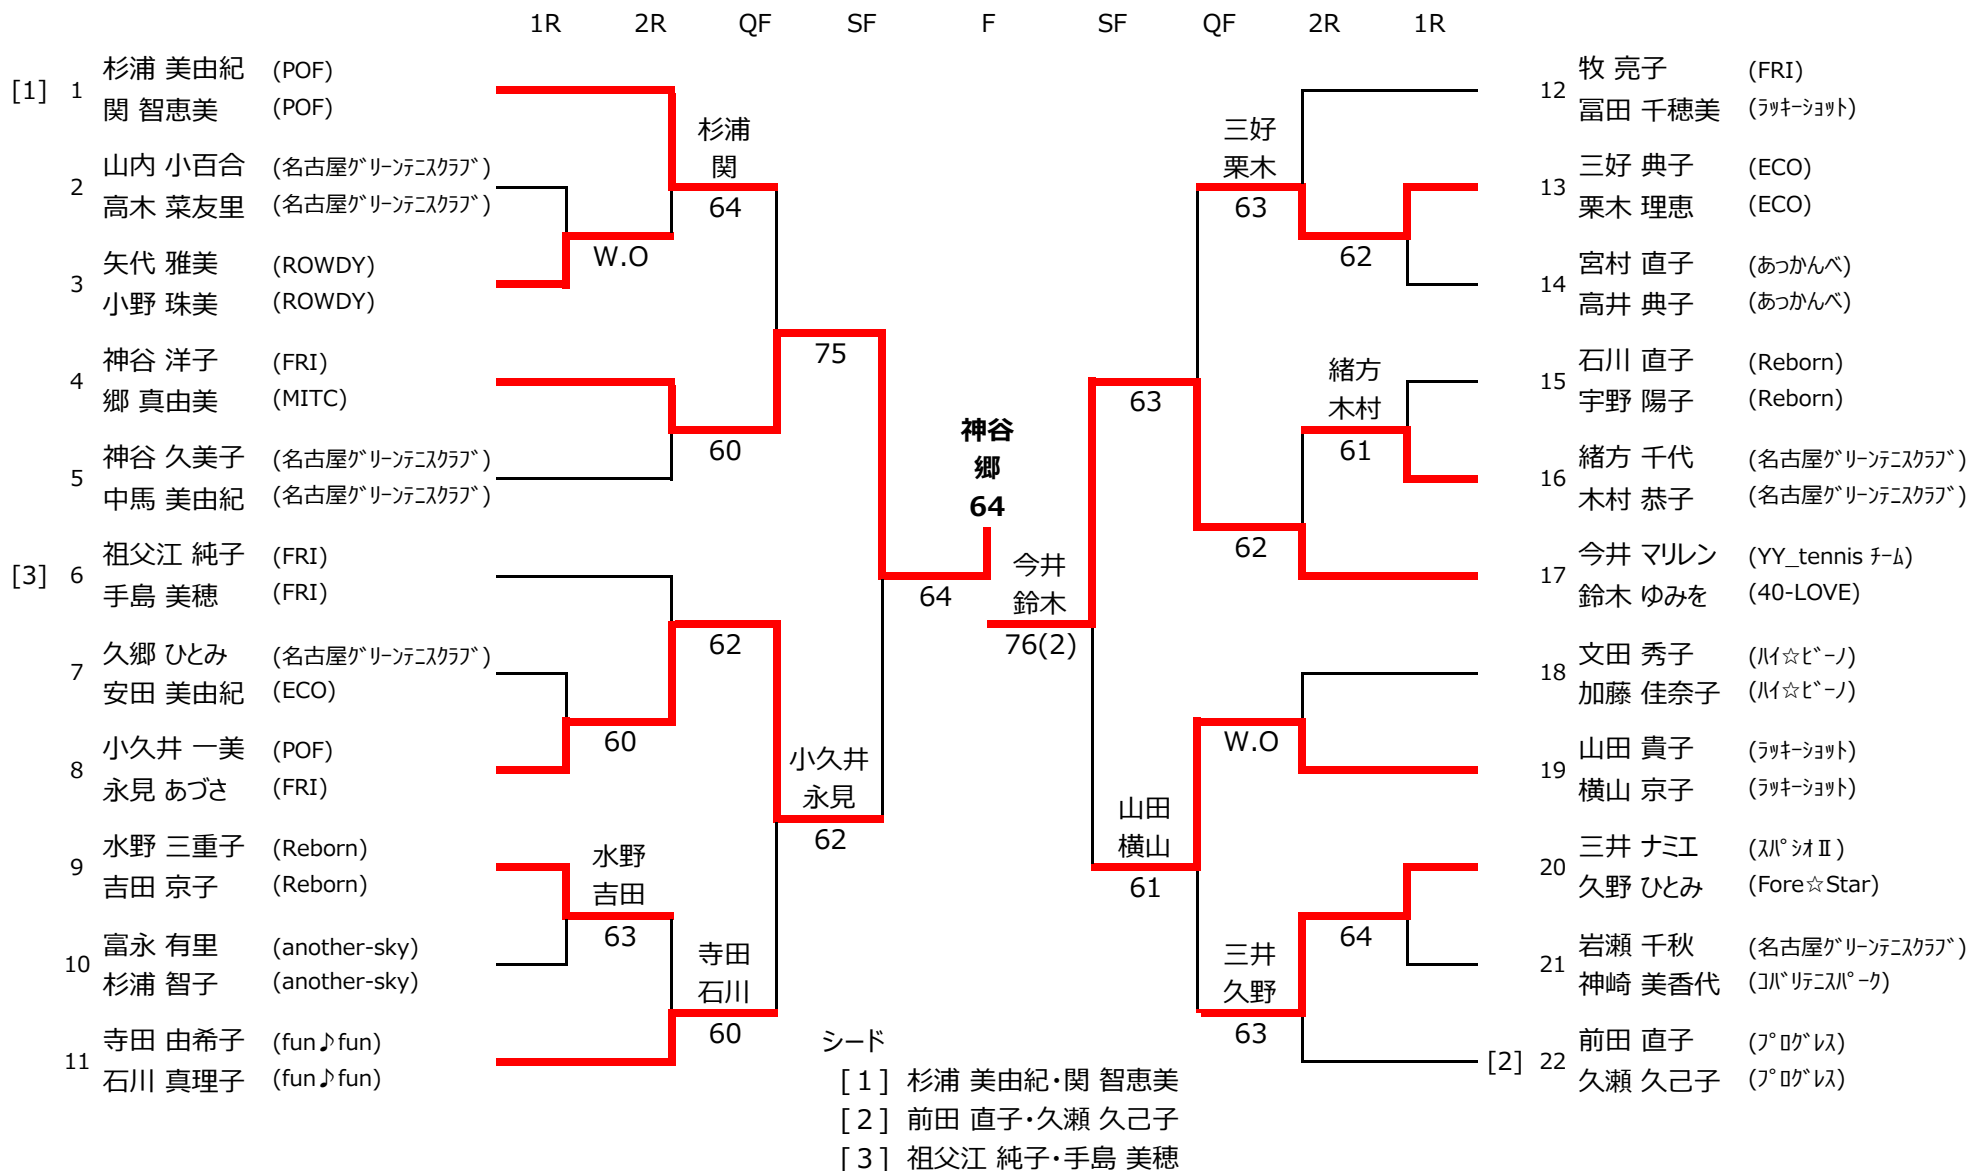 1R 2R QF SF F SF QF 2R 1R
[1] 1 杉浦 美由紀 (POF)
関 智恵美 (POF)
2 山内 小百合 (名古屋ｸﾞﾘｰﾝﾃﾆｽｸﾗﾌﾞ)
高木 菜友里 (名古屋ｸﾞﾘｰﾝﾃﾆｽｸﾗﾌﾞ)
3 矢代 雅美 (ROWDY)
小野 珠美 (ROWDY)
4 神谷 洋子 (FRI)
郷 真由美 (MITC)
5 神谷 久美子 (名古屋ｸﾞﾘｰﾝﾃﾆｽｸﾗﾌﾞ)
中馬 美由紀 (名古屋ｸﾞﾘｰﾝﾃﾆｽｸﾗﾌﾞ)
[3] 6 祖父江 純子 (FRI)
手島 美穂 (FRI)
7 久郷 ひとみ (名古屋ｸﾞﾘｰﾝﾃﾆｽｸﾗﾌﾞ)
安田 美由紀 (ECO)
8 小久井 一美 (POF)
永見 あづさ (FRI)
9 水野 三重子 (Reborn)
吉田 京子 (Reborn)
10 富永 有里 (another-sky)
杉浦 智子 (another-sky)
11 寺田 由希子 (fun♪fun)
石川 真理子 (fun♪fun)
W.O
60
水野
吉田
63
杉浦
関
64
60
62
寺田
石川
60
75
小久井
永見
62
64
神谷
郷
64
今井
鈴木
76(2)
63
山田
横山
61
三好
栗木
63
62
W.O
三井
久野
63
62
緒方
木村
61
64
12 牧 亮子 (FRI)
冨田 千穂美 (ﾗｯｷｰｼｮｯﾄ)
13 三好 典子 (ECO)
栗木 理恵 (ECO)
14 宮村 直子 (あっかんべ)
高井 典子 (あっかんべ)
15 石川 直子 (Reborn)
宇野 陽子 (Reborn)
16 緒方 千代 (名古屋ｸﾞﾘｰﾝﾃﾆｽｸﾗﾌﾞ)
木村 恭子 (名古屋ｸﾞﾘｰﾝﾃﾆｽｸﾗﾌﾞ)
17 今井 マリレン (YY_tennis ﾁｰﾑ)
鈴木 ゆみを (40-LOVE)
18 文田 秀子 (ﾊｲ☆ﾋﾞｰﾉ)
加藤 佳奈子 (ﾊｲ☆ﾋﾞｰﾉ)
19 山田 貴子 (ﾗｯｷｰｼｮｯﾄ)
横山 京子 (ﾗｯｷｰｼｮｯﾄ)
20 三井 ナミエ (ｽﾊﾟｼｵⅡ)
久野 ひとみ (Fore☆Star)
21 岩瀬 千秋 (名古屋ｸﾞﾘｰﾝﾃﾆｽｸﾗﾌﾞ)
神崎 美香代 (ｺﾊﾞﾘﾃﾆｽﾊﾟｰｸ)
[2] 22 前田 直子 (ﾌﾟﾛｸﾞﾚｽ)
久瀬 久己子 (ﾌﾟﾛｸﾞﾚｽ)
シード
[1] 杉浦 美由紀・関 智恵美
[2] 前田 直子・久瀬 久己子
[3] 祖父江 純子・手島 美穂